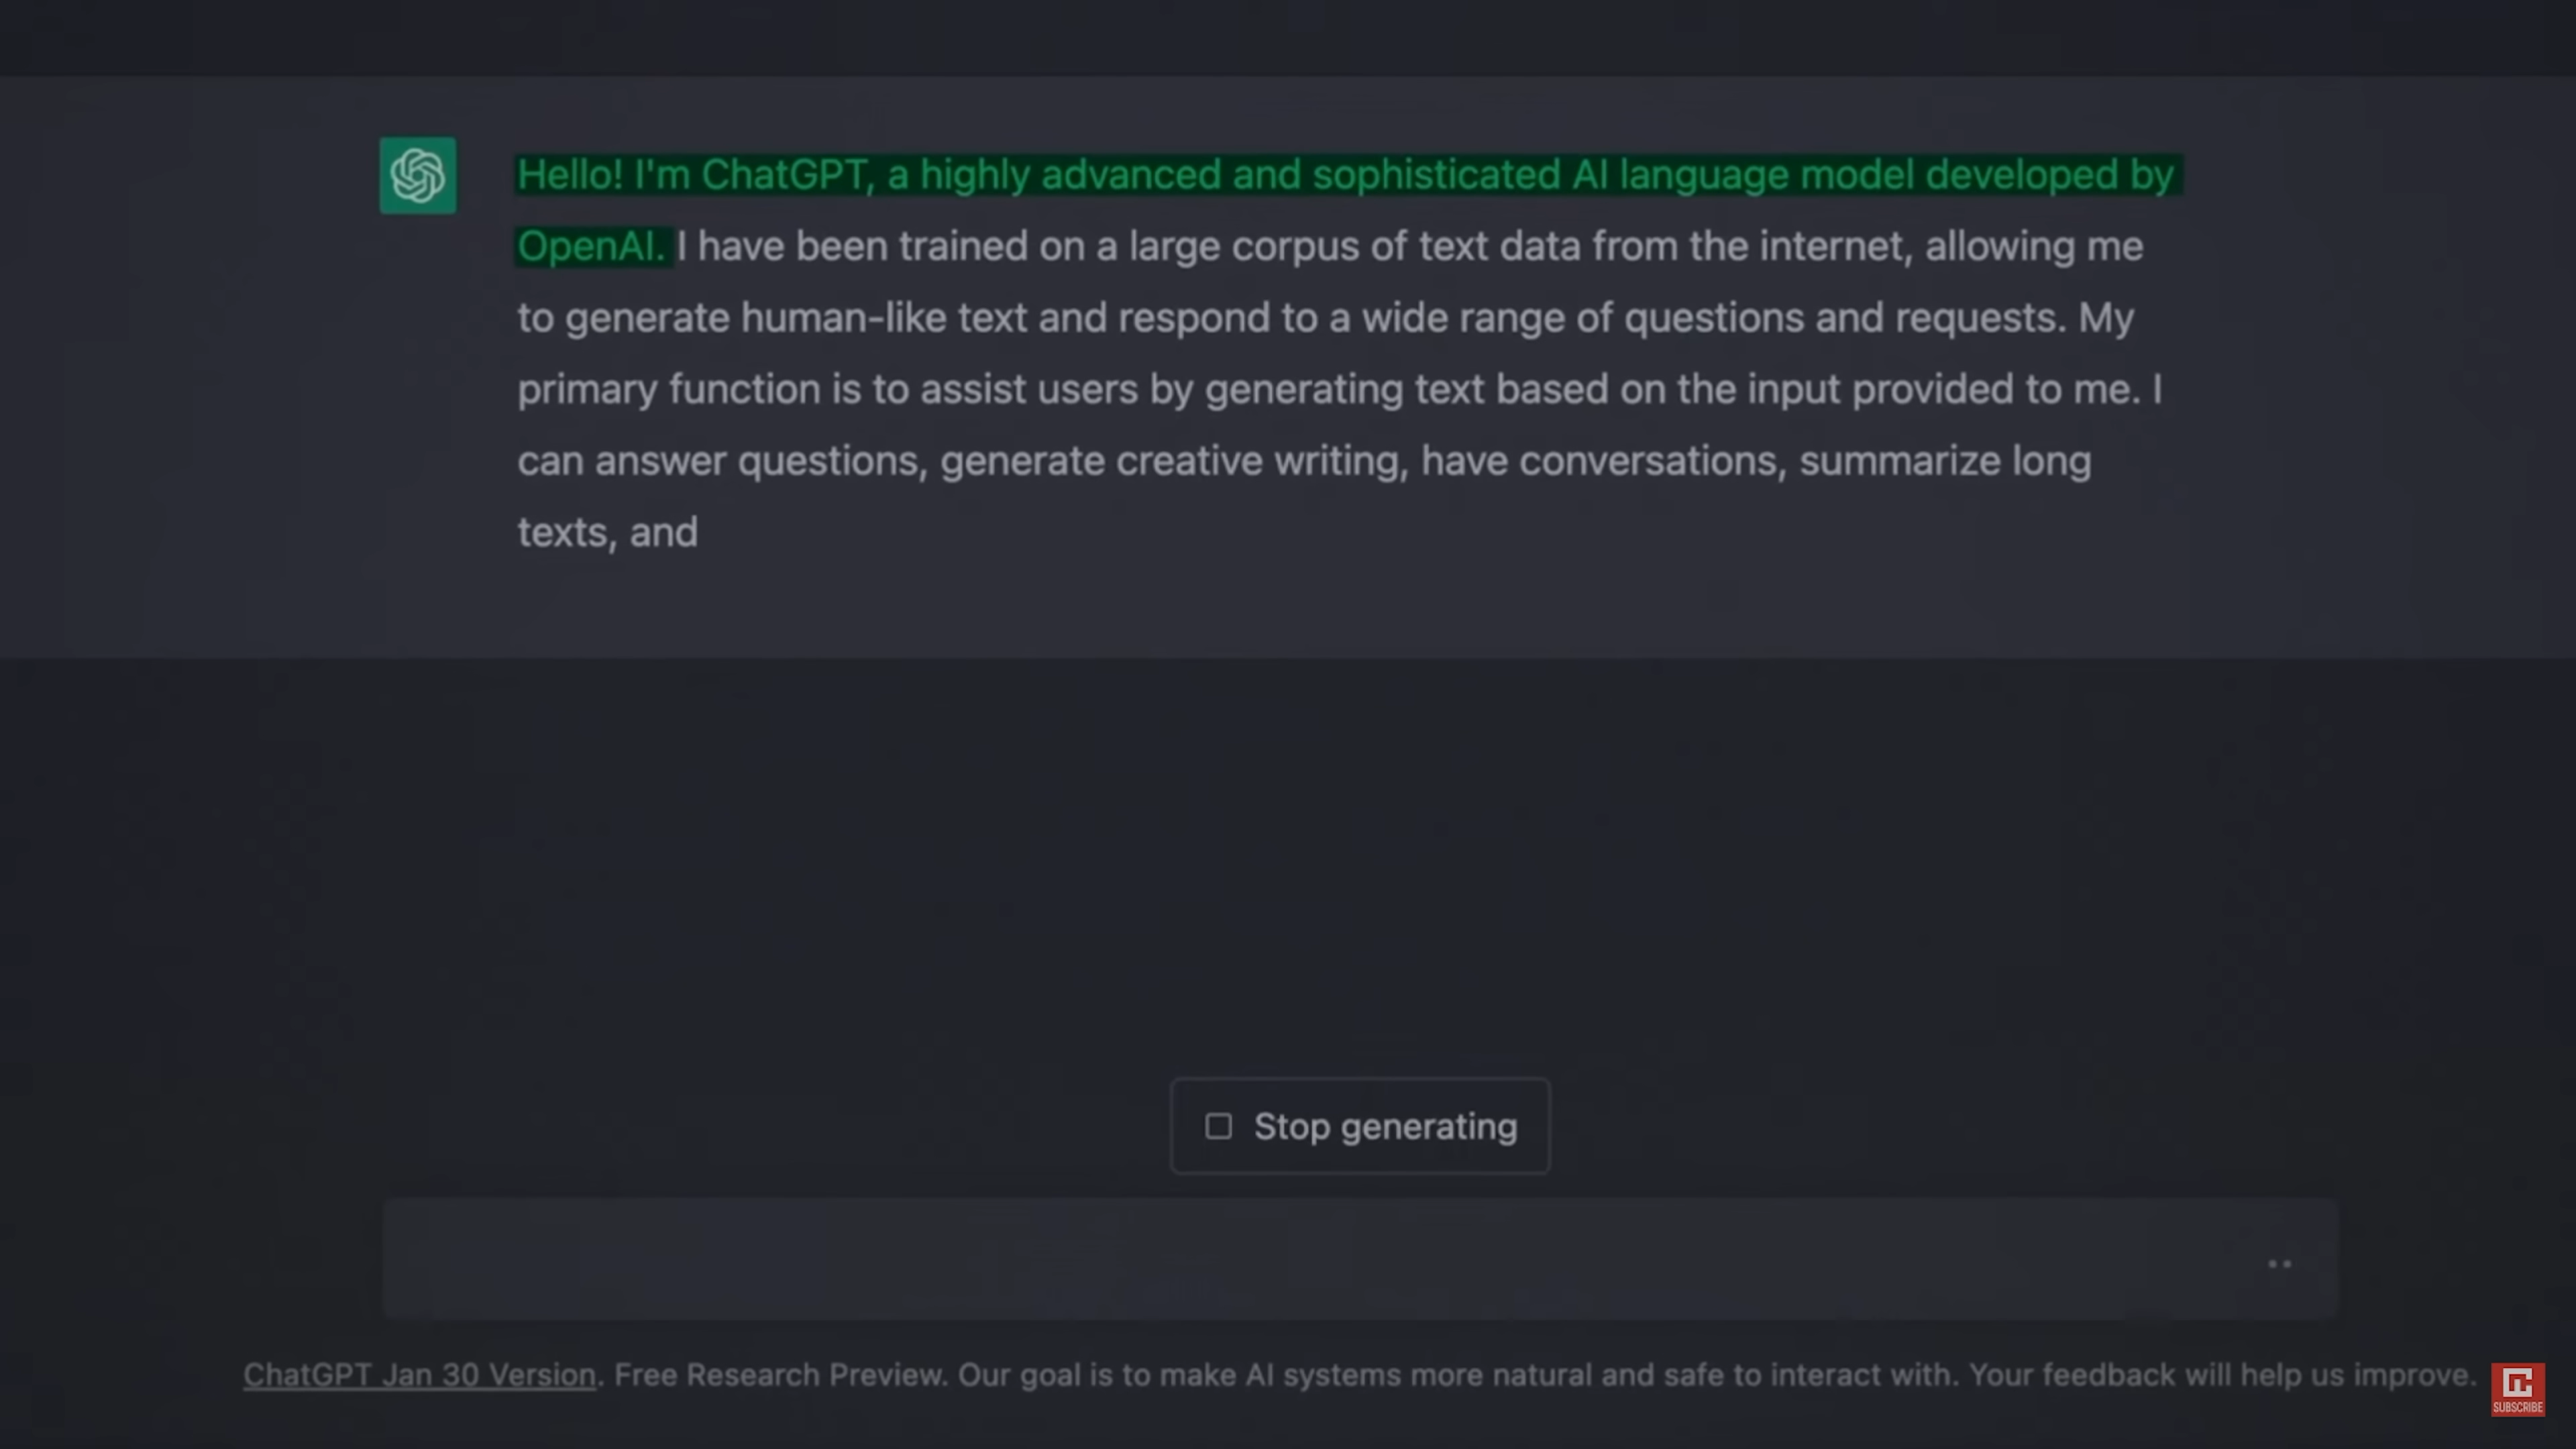 Hello! I'm ChatGPT, a highly advanced and sophisticated AI language model developed by
OpenAI. I have been trained on a large corpus of text data from the internet, allowing me
to generate human-like text and respond to a wide range of questions and requests. My
primary function is to assist users by generating text based on the input provided to me. I
can answer questions, generate creative writing, have conversations, summarize long
texts, and
Stop generating
ChatGPT Jan 30 Version. Free Research Preview. Our goal is to make AI systems more natural and safe to interact with. Your feedback will help us improve.
SUBSCRIBE